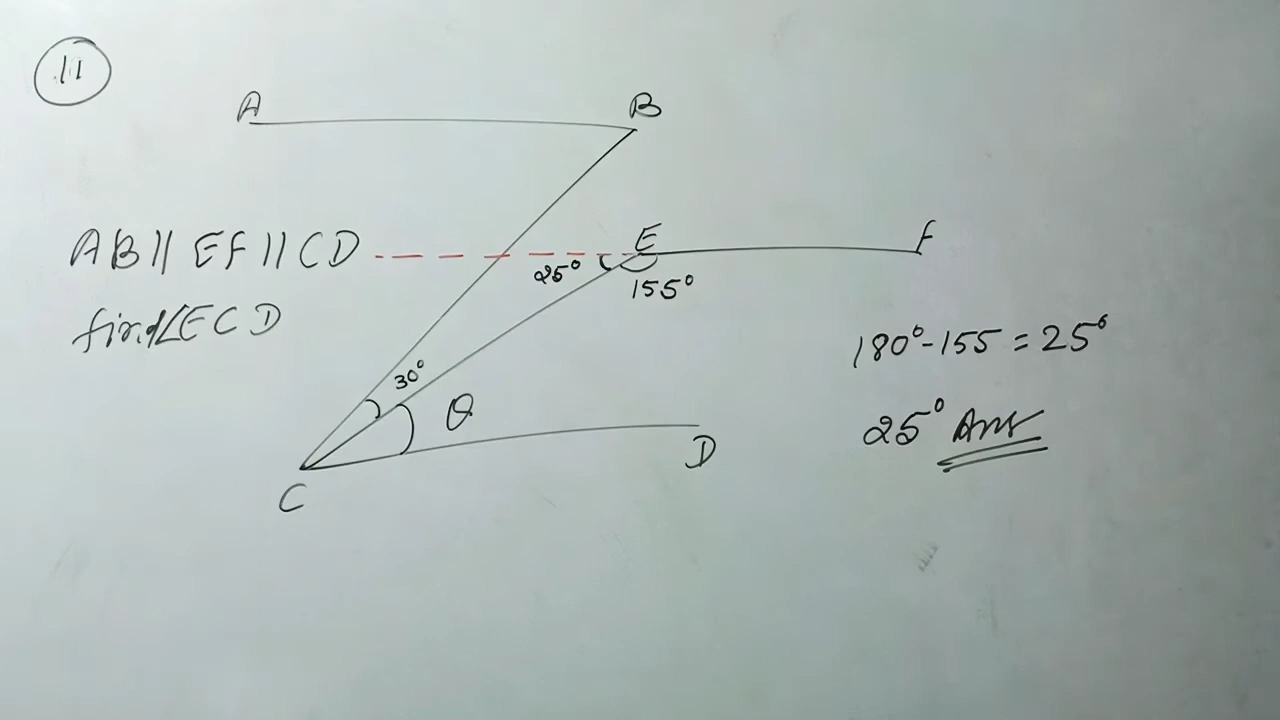 11
A B
AB || EF || CD
E F
25°
155°
find ∠ECD
180° - 155 = 25°
30°
θ
25° Ans
D
C